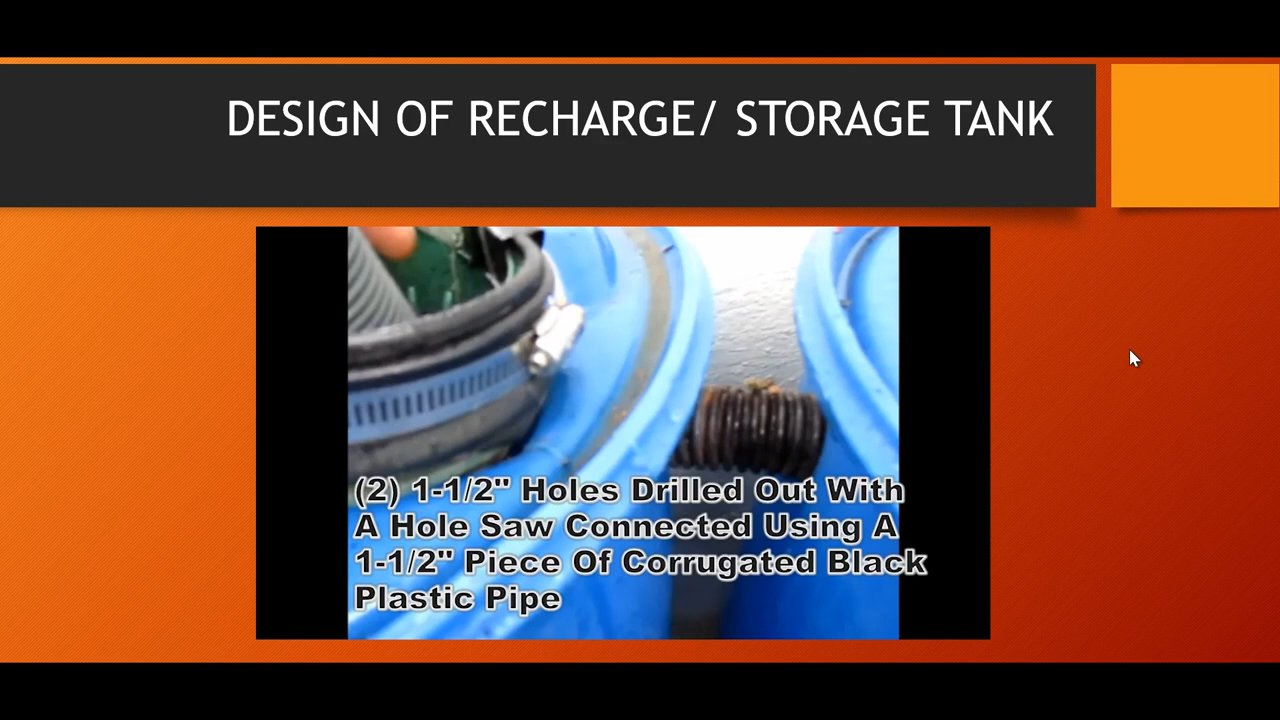 DESIGN OF RECHARGE/ STORAGE TANK
(2) 1-1/2" Holes Drilled Out With
A Hole Saw Connected Using A
1-1/2" Piece Of Corrugated Black
Plastic Pipe